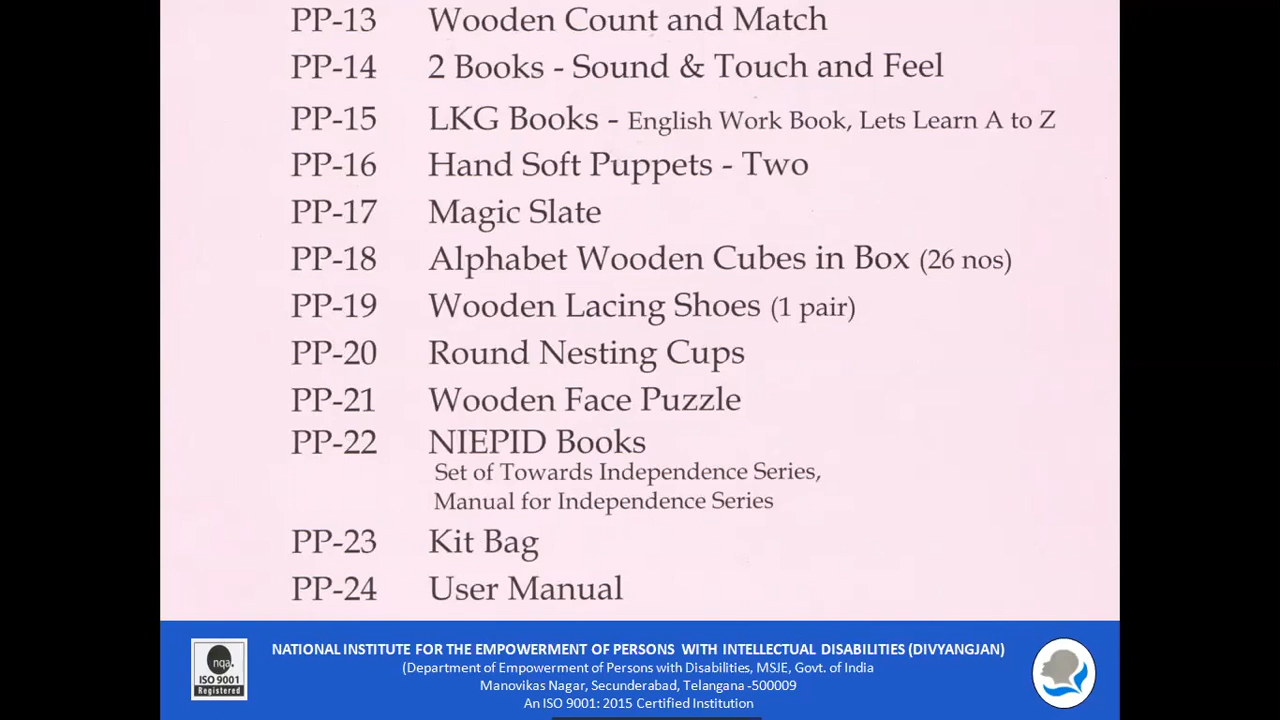 PP-13 Wooden Count and Match
PP-14 2 Books - Sound & Touch and Feel
PP-15 LKG Books - English Work Book, Lets Learn A to Z
PP-16 Hand Soft Puppets - Two
PP-17 Magic Slate
PP-18 Alphabet Wooden Cubes in Box (26 nos)
PP-19 Wooden Lacing Shoes (1 pair)
PP-20 Round Nesting Cups
PP-21 Wooden Face Puzzle
PP-22 NIEPID Books
Set of Towards Independence Series,
Manual for Independence Series
PP-23 Kit Bag
PP-24 User Manual
nqa.
ISO 9001
Registered
NATIONAL INSTITUTE FOR THE EMPOWERMENT OF PERSONS WITH INTELLECTUAL DISABILITIES (DIVYANGJAN)
(Department of Empowerment of Persons with Disabilities, MSJE, Govt. of India
Manovikas Nagar, Secunderabad, Telangana -500009
An ISO 9001: 2015 Certified Institution